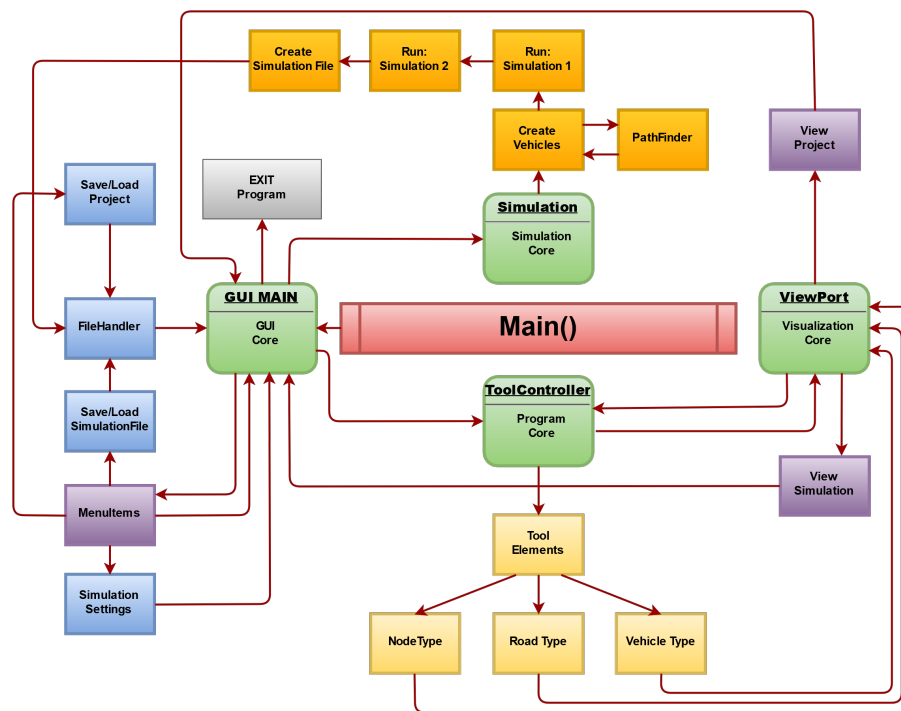 Create
Simulation File
Run:
Simulation 2
Run:
Simulation 1
Create
Vehicles
PathFinder
View
Project
Save/Load
Project
EXIT
Program
Simulation
Simulation
Core
FileHandler
GUI MAIN
GUI
Core
Main()
ViewPort
Visualization
Core
Save/Load
SimulationFile
ToolController
Program
Core
MenuItems
View
Simulation
Tool
Elements
Simulation
Settings
NodeType
Road Type
Vehicle Type